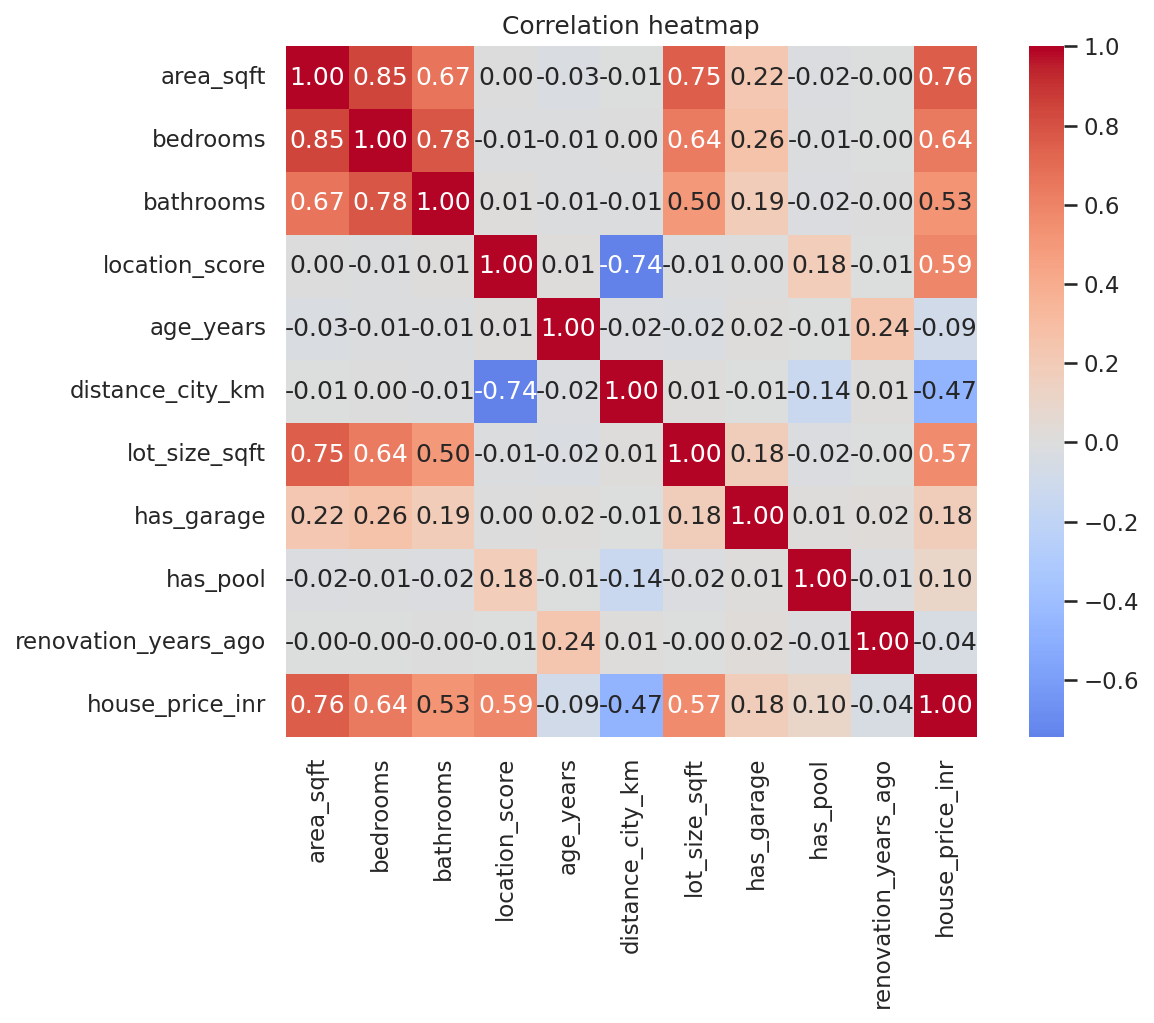 Correlation heatmap
area_sqft 1.00 0.85 0.67 0.00 -0.03 -0.01 0.75 0.22 -0.02 -0.00 0.76
bedrooms 0.85 1.00 0.78 -0.01 -0.01 0.00 0.64 0.26 -0.01 -0.00 0.64
bathrooms 0.67 0.78 1.00 0.01 -0.01 -0.01 0.50 0.19 -0.02 -0.00 0.53
location_score 0.00 -0.01 0.01 1.00 0.01 -0.74 -0.01 0.00 0.18 -0.01 0.59
age_years -0.03 -0.01 -0.01 0.01 1.00 -0.02 -0.02 0.02 -0.01 0.24 -0.09
distance_city_km -0.01 0.00 -0.01 -0.74 -0.02 1.00 0.01 -0.01 -0.14 0.01 -0.47
lot_size_sqft 0.75 0.64 0.50 -0.01 -0.02 0.01 1.00 0.18 -0.02 -0.00 0.57
has_garage 0.22 0.26 0.19 0.00 0.02 -0.01 0.18 1.00 0.01 0.02 0.18
has_pool -0.02 -0.01 -0.02 0.18 -0.01 -0.14 -0.02 0.01 1.00 -0.01 0.10
renovation_years_ago -0.00 -0.00 -0.00 -0.01 0.24 0.01 -0.00 0.02 -0.01 1.00 -0.04
house_price_inr 0.76 0.64 0.53 0.59 -0.09 -0.47 0.57 0.18 0.10 -0.04 1.00
area_sqft
bedrooms
bathrooms
location_score
age_years
distance_city_km
lot_size_sqft
has_garage
has_pool
renovation_years_ago
house_price_inr
1.0
0.8
0.6
0.4
0.2
0.0
−0.2
−0.4
−0.6